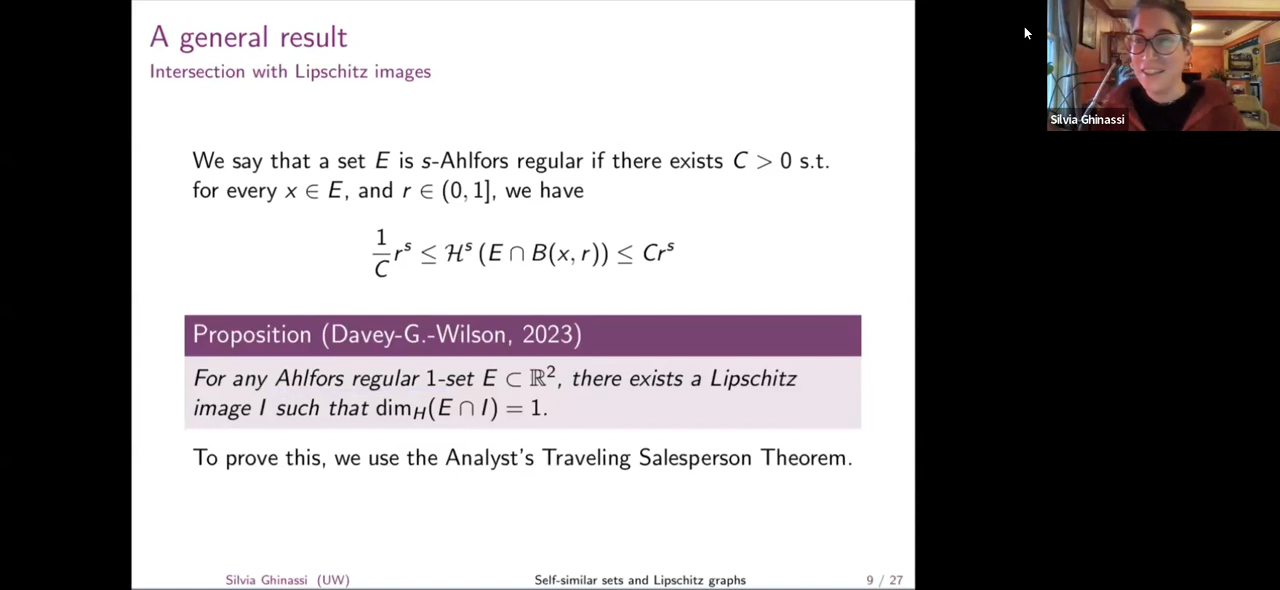 A general result
Intersection with Lipschitz images
We say that a set E is s-Ahlfors regular if there exists C > 0 s.t.
for every x ∈ E, and r ∈ (0, 1], we have
1/C r^s ≤ ℋ^s (E ∩ B(x, r)) ≤ Cr^s
Proposition (Davey-G.-Wilson, 2023)
For any Ahlfors regular 1-set E ⊂ ℝ², there exists a Lipschitz
image I such that dim_H(E ∩ I) = 1.
To prove this, we use the Analyst's Traveling Salesperson Theorem.
Silvia Ghinassi (UW) Self-similar sets and Lipschitz graphs 9 / 27
Silvia Ghinassi